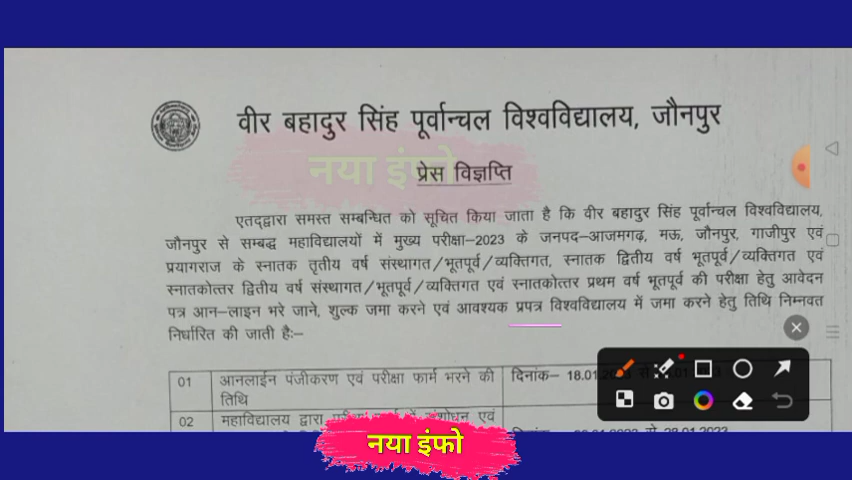 वीर बहादुर सिंह पूर्वान्चल विश्वविद्यालय, जौनपुर
नया इंफो
प्रेस विज्ञप्ति
एतद्द्वारा समस्त सम्बन्धित को सूचित किया जाता है कि वीर बहादुर सिंह पूर्वान्चल विश्वविद्यालय,
जौनपुर से सम्बद्ध महाविद्यालयों में मुख्य परीक्षा–2023 के जनपद–आजमगढ़, मऊ, जौनपुर, गाजीपुर एवं
प्रयागराज के स्नातक तृतीय वर्ष संस्थागत/भूतपूर्व/व्यक्तिगत, स्नातक द्वितीय वर्ष भूतपूर्व/व्यक्तिगत एवं
स्नातकोत्तर द्वितीय वर्ष संस्थागत/भूतपूर्व/व्यक्तिगत एवं स्नातकोत्तर प्रथम वर्ष भूतपूर्व की परीक्षा हेतु आवेदन
पत्र आन–लाइन भरे जाने, शुल्क जमा करने एवं आवश्यक प्रपत्र विश्वविद्यालय में जमा करने हेतु तिथि निम्नवत
निर्धारित की जाती हैः–
01 आनलाईन पंजीकरण एवं परीक्षा फार्म भरने की दिनांक– 18.01
तिथि
02 महाविद्यालय द्वारा एवं
से 28.01.2023
नया इंफो